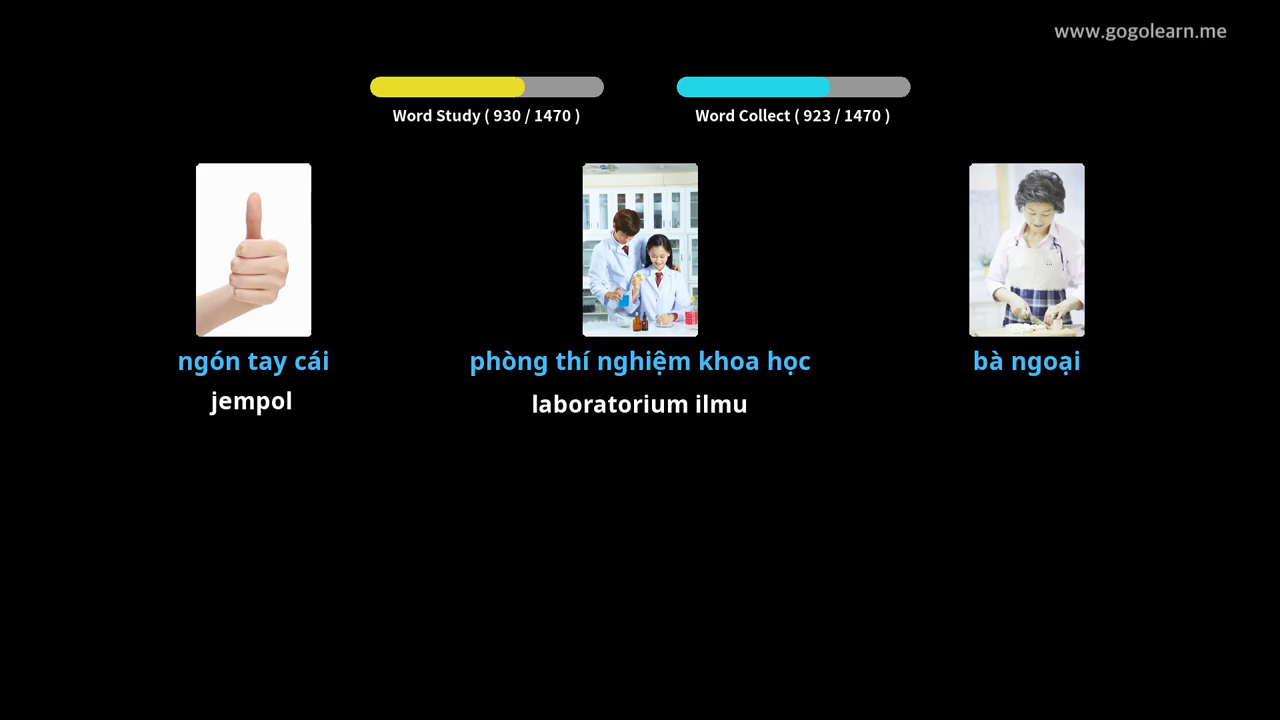 www.gogolearn.me
Word Study ( 930 / 1470 )
Word Collect ( 923 / 1470 )
ngón tay cái
phòng thí nghiệm khoa học
bà ngoại
jempol
laboratorium ilmu